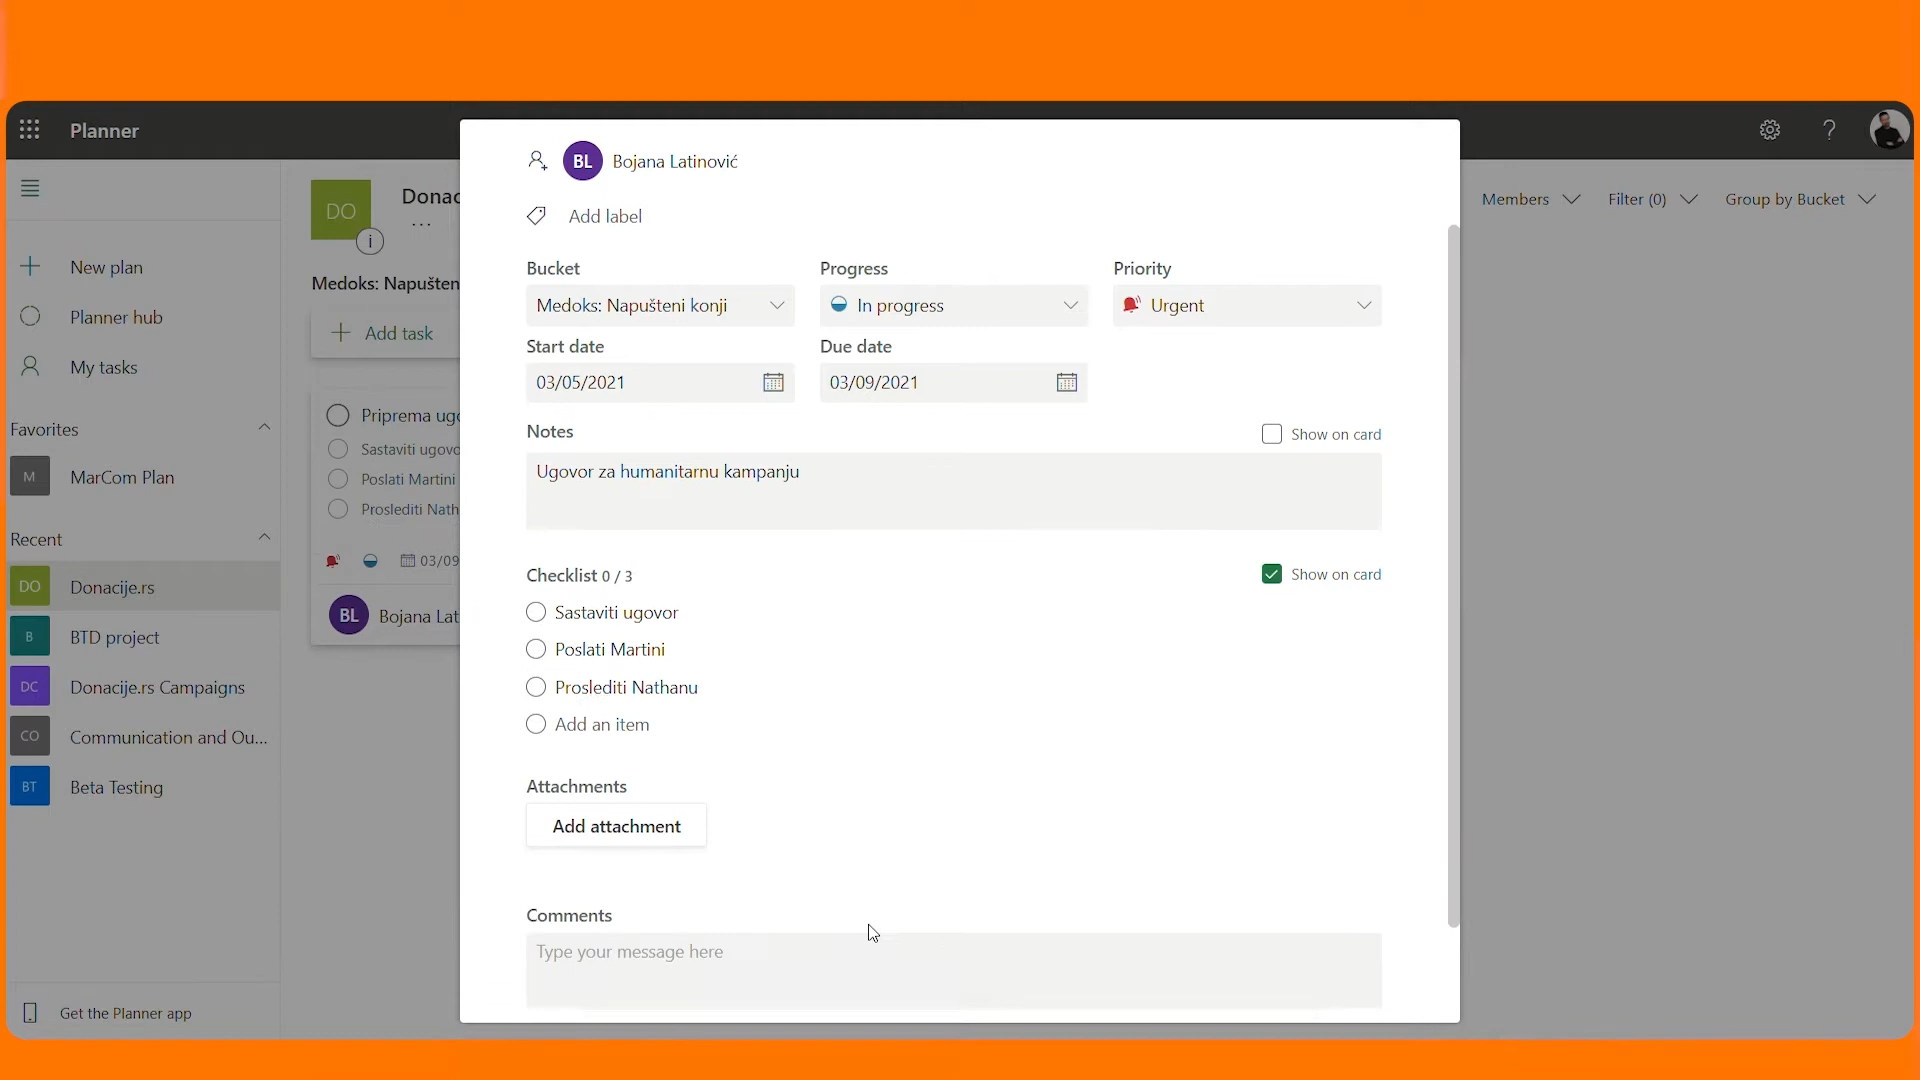 Planner
New plan
Planner hub
My tasks
Favorites
M MarCom Plan
Recent
DO Donacije.rs
B BTD project
DC Donacije.rs Campaigns
CO Communication and Ou...
BT Beta Testing
Get the Planner app
DO
i
Donac
...
Medoks: Napušten
Add task
Priprema ugo
Sastaviti ugovo
Poslati Martini
Proslediti Nath
03/09
BL Bojana Lat
BL Bojana Latinović
Add label
Bucket
Medoks: Napušteni konji
Progress
In progress
Priority
Urgent
Start date
03/05/2021
Due date
03/09/2021
Notes
Show on card
Ugovor za humanitarnu kampanju
Checklist 0 / 3
Show on card
Sastaviti ugovor
Poslati Martini
Proslediti Nathanu
Add an item
Attachments
Add attachment
Comments
Type your message here
?
Members
Filter (0)
Group by Bucket